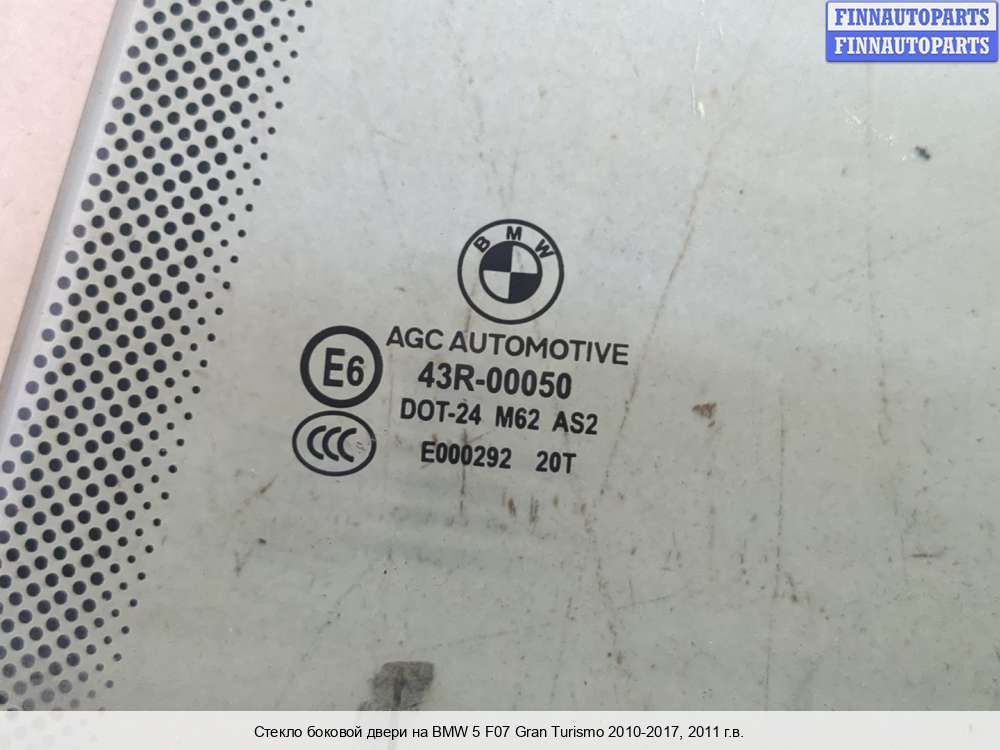 FINNAUTOPARTS
FINNAUTOPARTS
BMW
AGC AUTOMOTIVE
E6
43R-00050
DOT-24 M62 AS2
CCC
E000292 20T
Стекло боковой двери на BMW 5 F07 Gran Turismo 2010-2017, 2011 г.в.